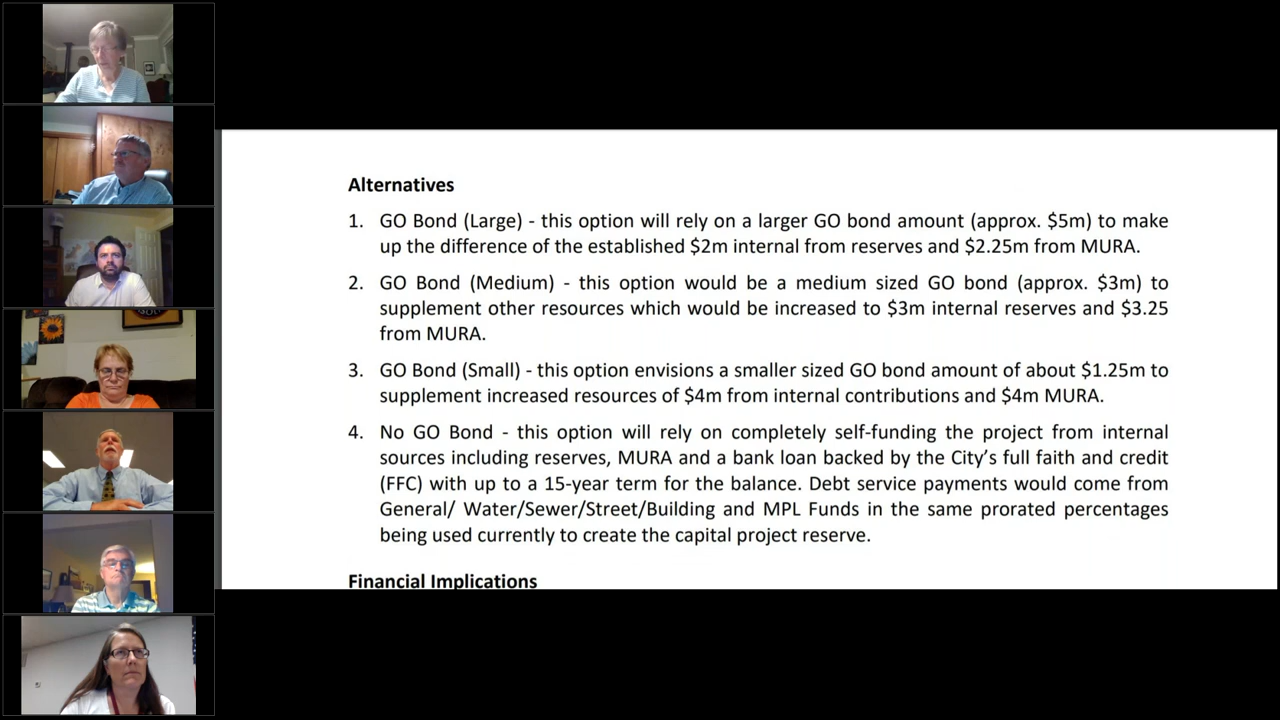 Alternatives
1. GO Bond (Large) - this option will rely on a larger GO bond amount (approx. $5m) to make
up the difference of the established $2m internal from reserves and $2.25m from MURA.
2. GO Bond (Medium) - this option would be a medium sized GO bond (approx. $3m) to
supplement other resources which would be increased to $3m internal reserves and $3.25
from MURA.
3. GO Bond (Small) - this option envisions a smaller sized GO bond amount of about $1.25m to
supplement increased resources of $4m from internal contributions and $4m MURA.
4. No GO Bond - this option will rely on completely self-funding the project from internal
sources including reserves, MURA and a bank loan backed by the City’s full faith and credit
(FFC) with up to a 15-year term for the balance. Debt service payments would come from
General/ Water/Sewer/Street/Building and MPL Funds in the same prorated percentages
being used currently to create the capital project reserve.
Financial Implications